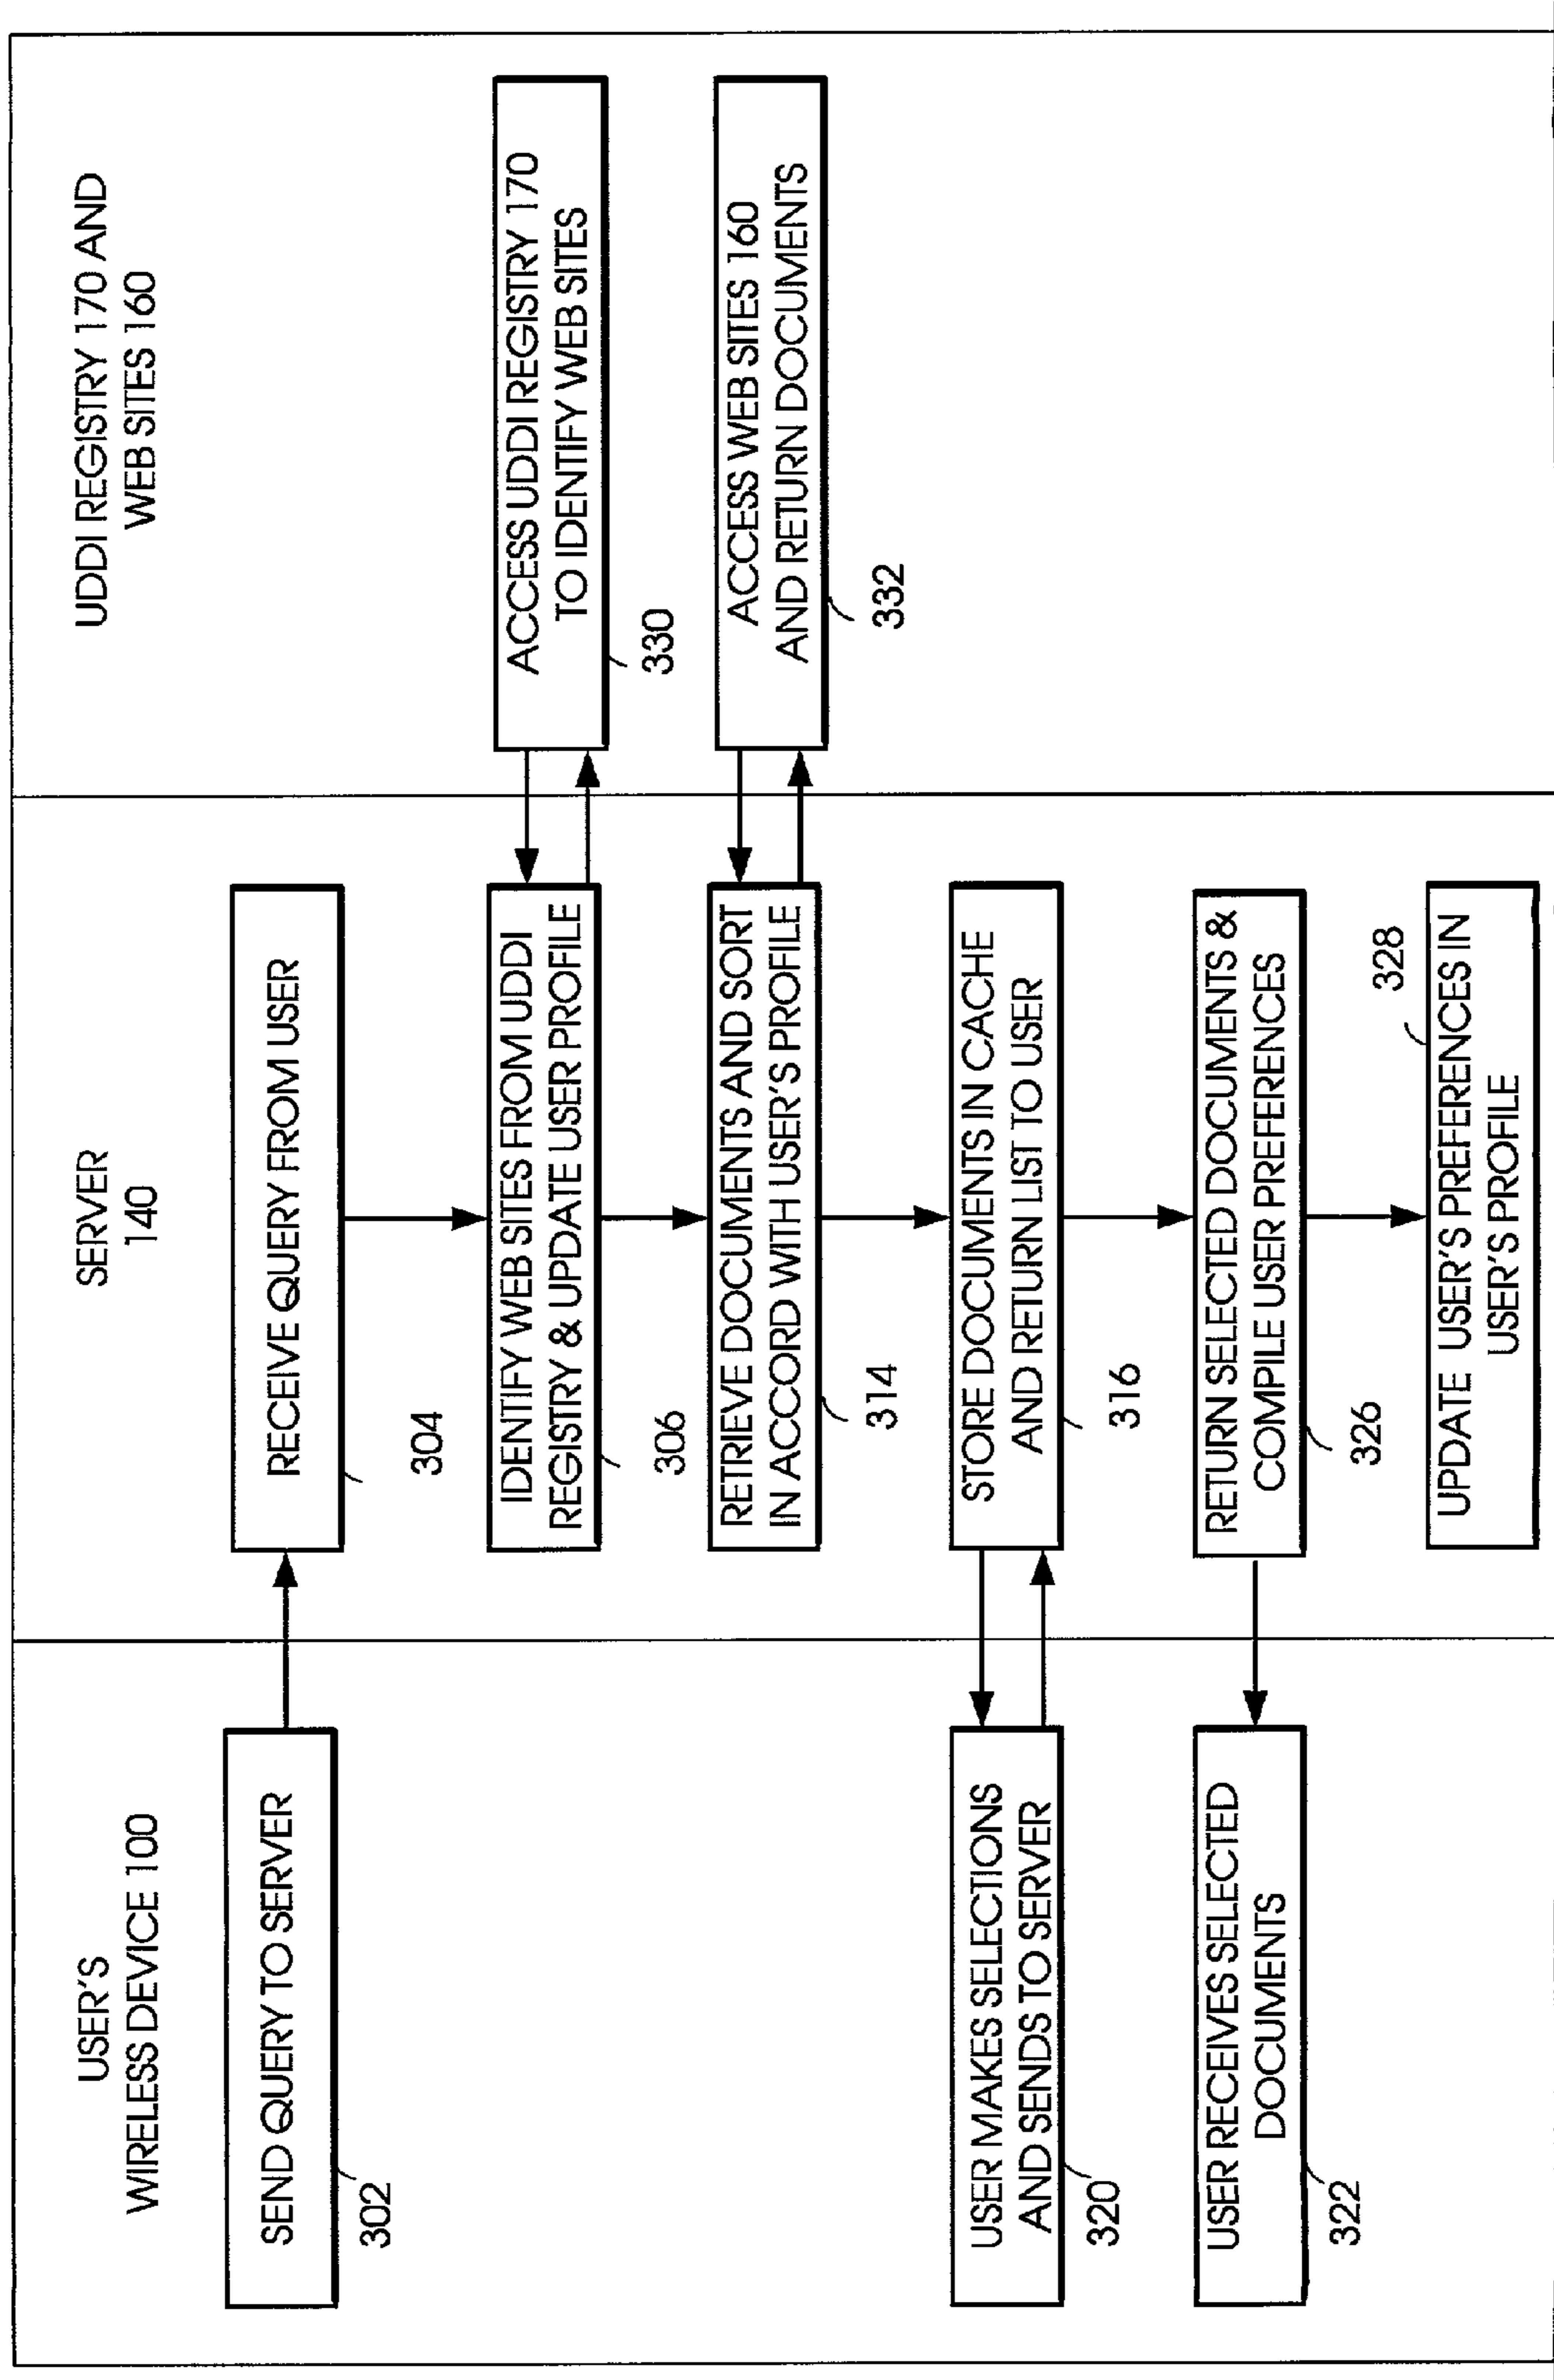 USER'S
WIRELESS DEVICE 100
SERVER
140
UDDI REGISTRY 170 AND
WEB SITES 160
SEND QUERY TO SERVER
302
RECEIVE QUERY FROM USER
304
IDENTIFY WEB SITES FROM UDDI
REGISTRY & UPDATE USER PROFILE
306
ACCESS UDDI REGISTRY 170
TO IDENTIFY WEB SITES
330
RETRIEVE DOCUMENTS AND SORT
IN ACCORD WITH USER'S PROFILE
314
ACCESS WEB SITES 160
AND RETURN DOCUMENTS
332
USER MAKES SELECTIONS
AND SENDS TO SERVER
320
STORE DOCUMENTS IN CACHE
AND RETURN LIST TO USER
316
USER RECEIVES SELECTED
DOCUMENTS
322
RETURN SELECTED DOCUMENTS &
COMPILE USER PREFERENCES
326
328
UPDATE USER'S PREFERENCES IN
USER'S PROFILE